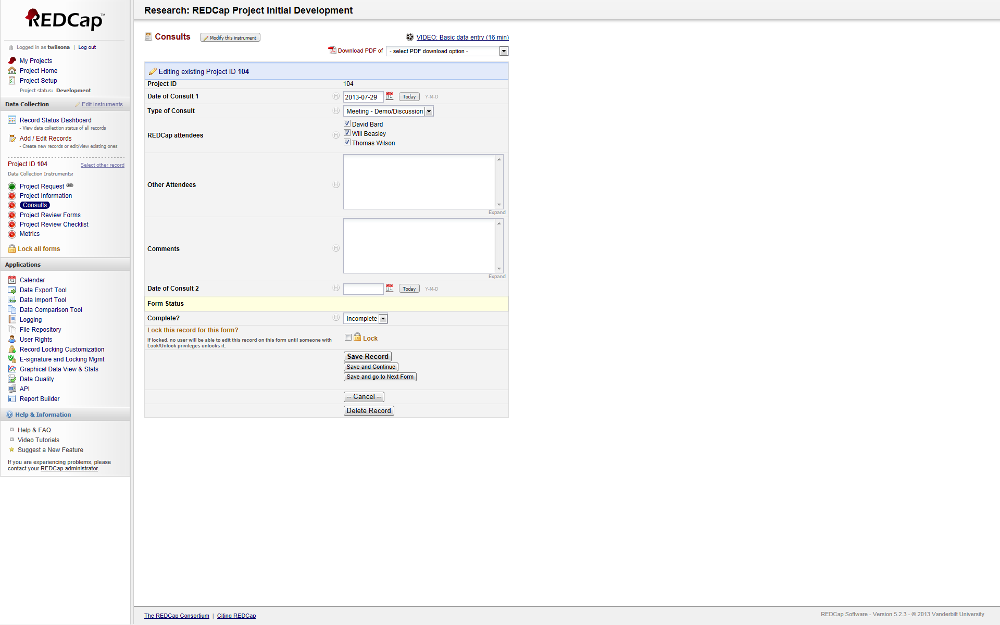 REDCap™
Logged in as twilsona | Log out
My Projects
Project Home
Project Setup
Project status: Development
Data Collection
Edit instruments
Record Status Dashboard
- View data collection status of all records
Add / Edit Records
- Create new records or edit/view existing ones
Project ID 104
Select other record
Data Collection Instruments:
Project Request
Project Information
Consults
Project Review Forms
Project Review Checklist
Metrics
Lock all forms
Applications
Calendar
Data Export Tool
Data Import Tool
Data Comparison Tool
Logging
File Repository
User Rights
Record Locking Customization
E-signature and Locking Mgmt
Graphical Data View & Stats
Data Quality
API
Report Builder
Help & Information
Help & FAQ
Video Tutorials
Suggest a New Feature
If you are experiencing problems, please
contact your REDCap administrator.
Research: REDCap Project Initial Development
Consults
Modify this instrument
VIDEO: Basic data entry (16 min)
Download PDF of
- select PDF download option -
Editing existing Project ID 104
Project ID
104
Date of Consult 1
H
2013-07-29
31
Today
Y-M-D
Type of Consult
H
Meeting - Demo/Discussion
REDCap attendees
H
David Bard
Will Beasley
Thomas Wilson
Other Attendees
H
Expand
Comments
H
Expand
Date of Consult 2
H
31
Today
Y-M-D
Form Status
Complete?
H
Incomplete
Lock this record for this form?
If locked, no user will be able to edit this record on this form until someone with
Lock/Unlock privileges unlocks it.
Lock
Save Record
Save and Continue
Save and go to Next Form
-- Cancel --
Delete Record
The REDCap Consortium | Citing REDCap
REDCap Software - Version 5.2.3 - © 2013 Vanderbilt University